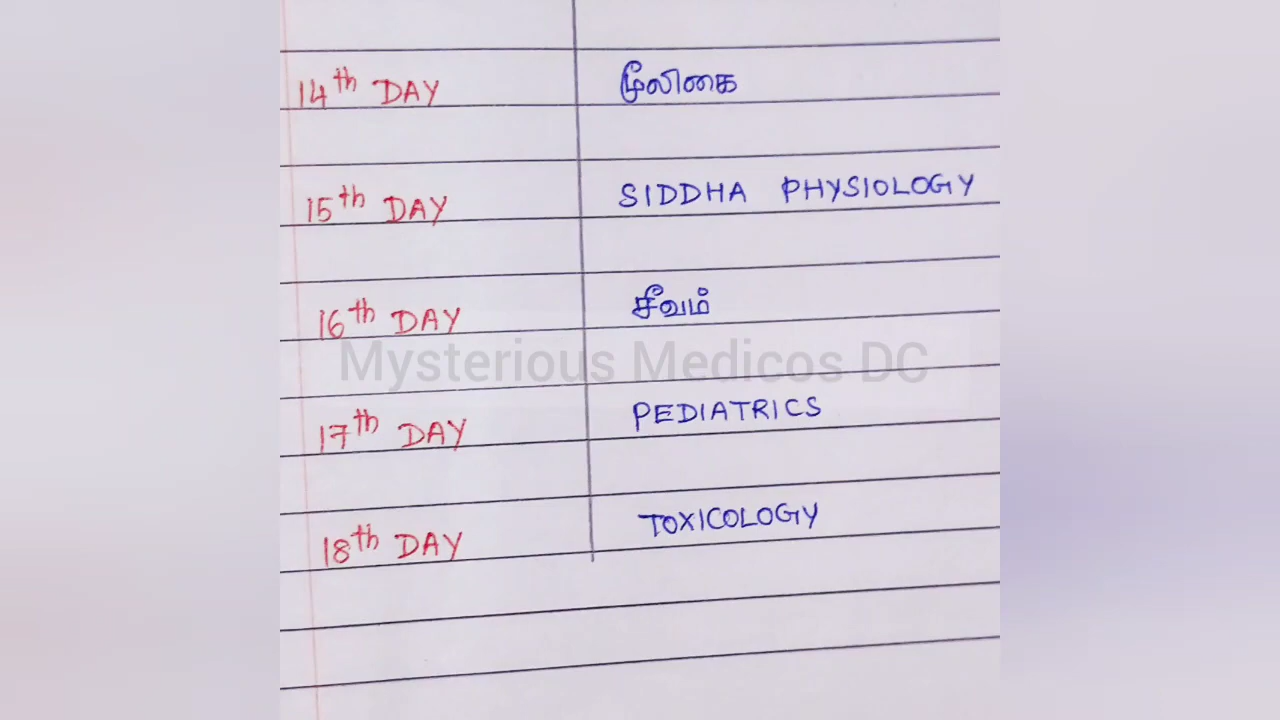 14th DAY மூலிகை
15th DAY SIDDHA PHYSIOLOGY
16th DAY சீவம்
Mysterious Medicos DC
17th DAY PEDIATRICS
18th DAY TOXICOLOGY